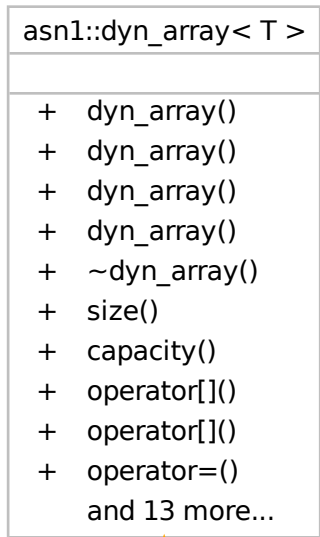 asn1::dyn_array< T >
+ dyn_array()
+ dyn_array()
+ dyn_array()
+ dyn_array()
+ ~dyn_array()
+ size()
+ capacity()
+ operator[]()
+ operator[]()
+ operator=()
and 13 more...